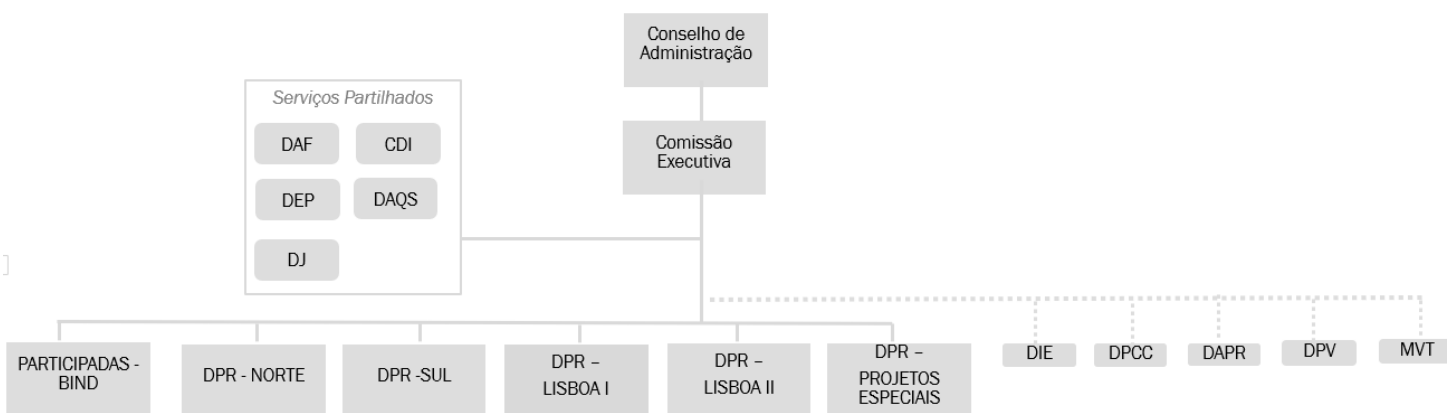 Conselho de
Administração
Serviços Partilhados
DAF
CDI
Comissão
Executiva
DEP
DAQS
DJ
PARTICIPADAS -
BIND
DPR - NORTE
DPR -SUL
DPR –
LISBOA I
DPR –
LISBOA II
DPR –
PROJETOS
ESPECIAIS
DIE
DPCC
DAPR
DPV
MVT